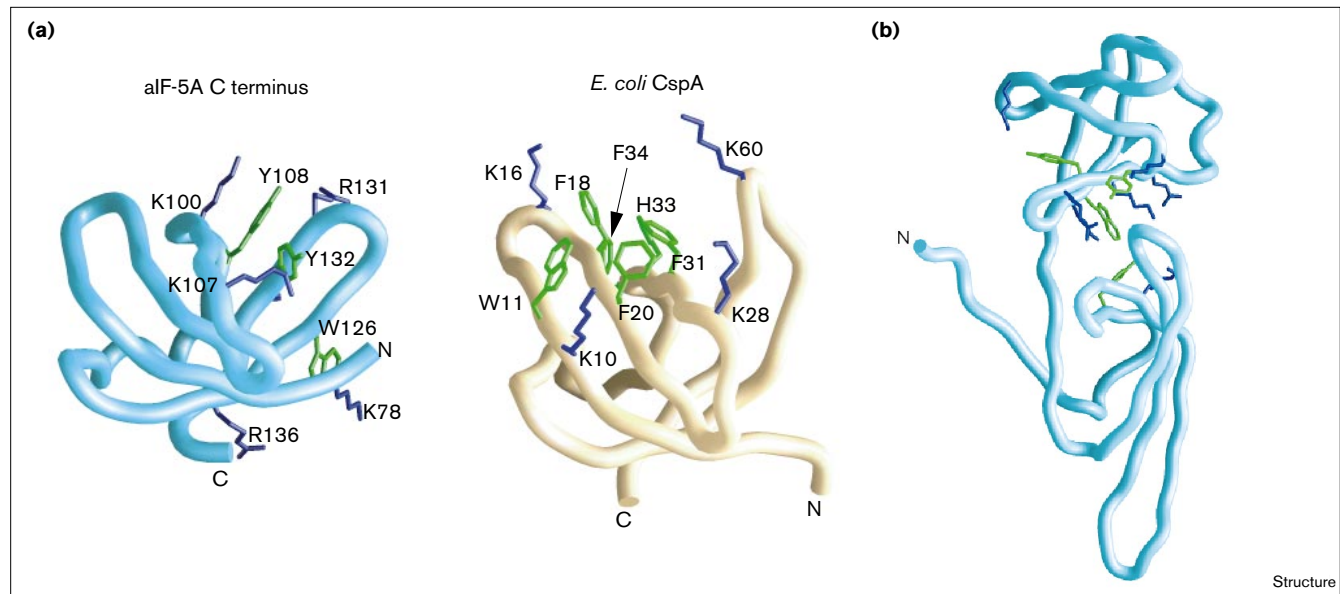 (a)
aIF-5A C terminus
K100
Y108
R131
K107
Y132
W126
N
K78
R136
C
E. coli CspA
K16
F18
F34
K60
H33
F31
W11
F20
K28
K10
C
N
(b)
N
Structure